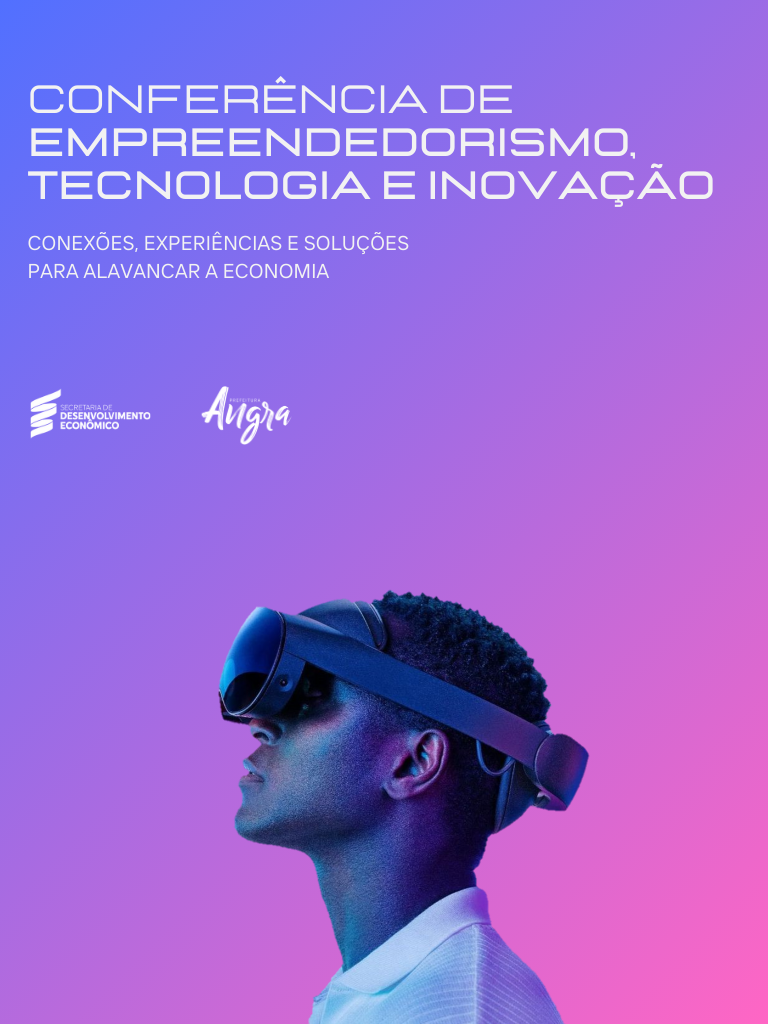 CONFERÊNCIA DE
EMPREENDEDORISMO,
TECNOLOGIA E INOVAÇÃO
CONEXÕES, EXPERIÊNCIAS E SOLUÇÕES
PARA ALAVANCAR A ECONOMIA
SECRETARIA DE
DESENVOLVIMENTO
ECONÔMICO
PREFEITURA
Angra